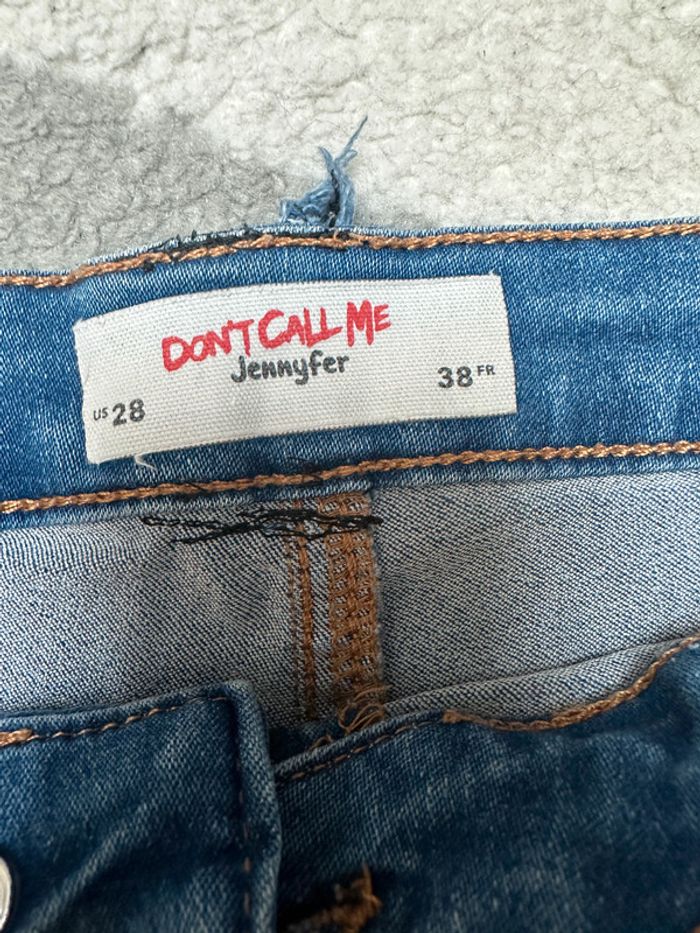 DON'T CALL ME
Jennyfer
US 28
38 FR